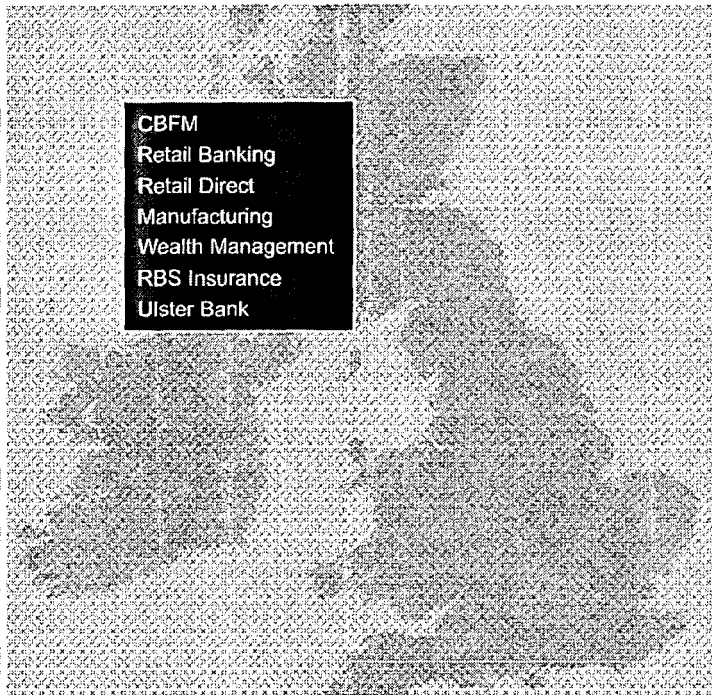 CBFM
Retail Banking
Retail Direct
Manufacturing
Wealth Management
RBS Insurance
Ulster Bank